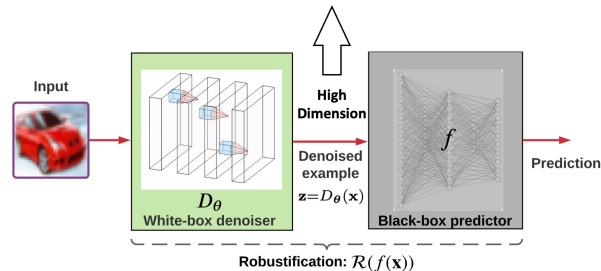 Input
High
Dimension
Denoised
example
z=D_θ(x)
D_θ
White-box denoiser
f
Black-box predictor
Prediction
Robustification: R(f(x))